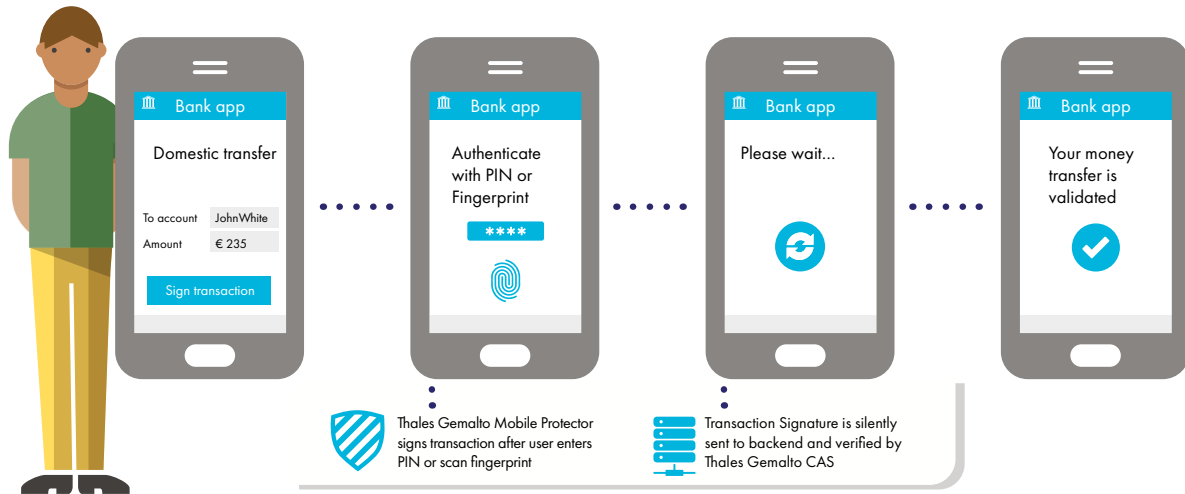 Bank app
Domestic transfer
To account JohnWhite
Amount € 235
Sign transaction
Bank app
Authenticate
with PIN or
Fingerprint
****
Bank app
Please wait...
Bank app
Your money
transfer is
validated
Thales Gemalto Mobile Protector
signs transaction after user enters
PIN or scan fingerprint
Transaction Signature is silently
sent to backend and verified by
Thales Gemalto CAS